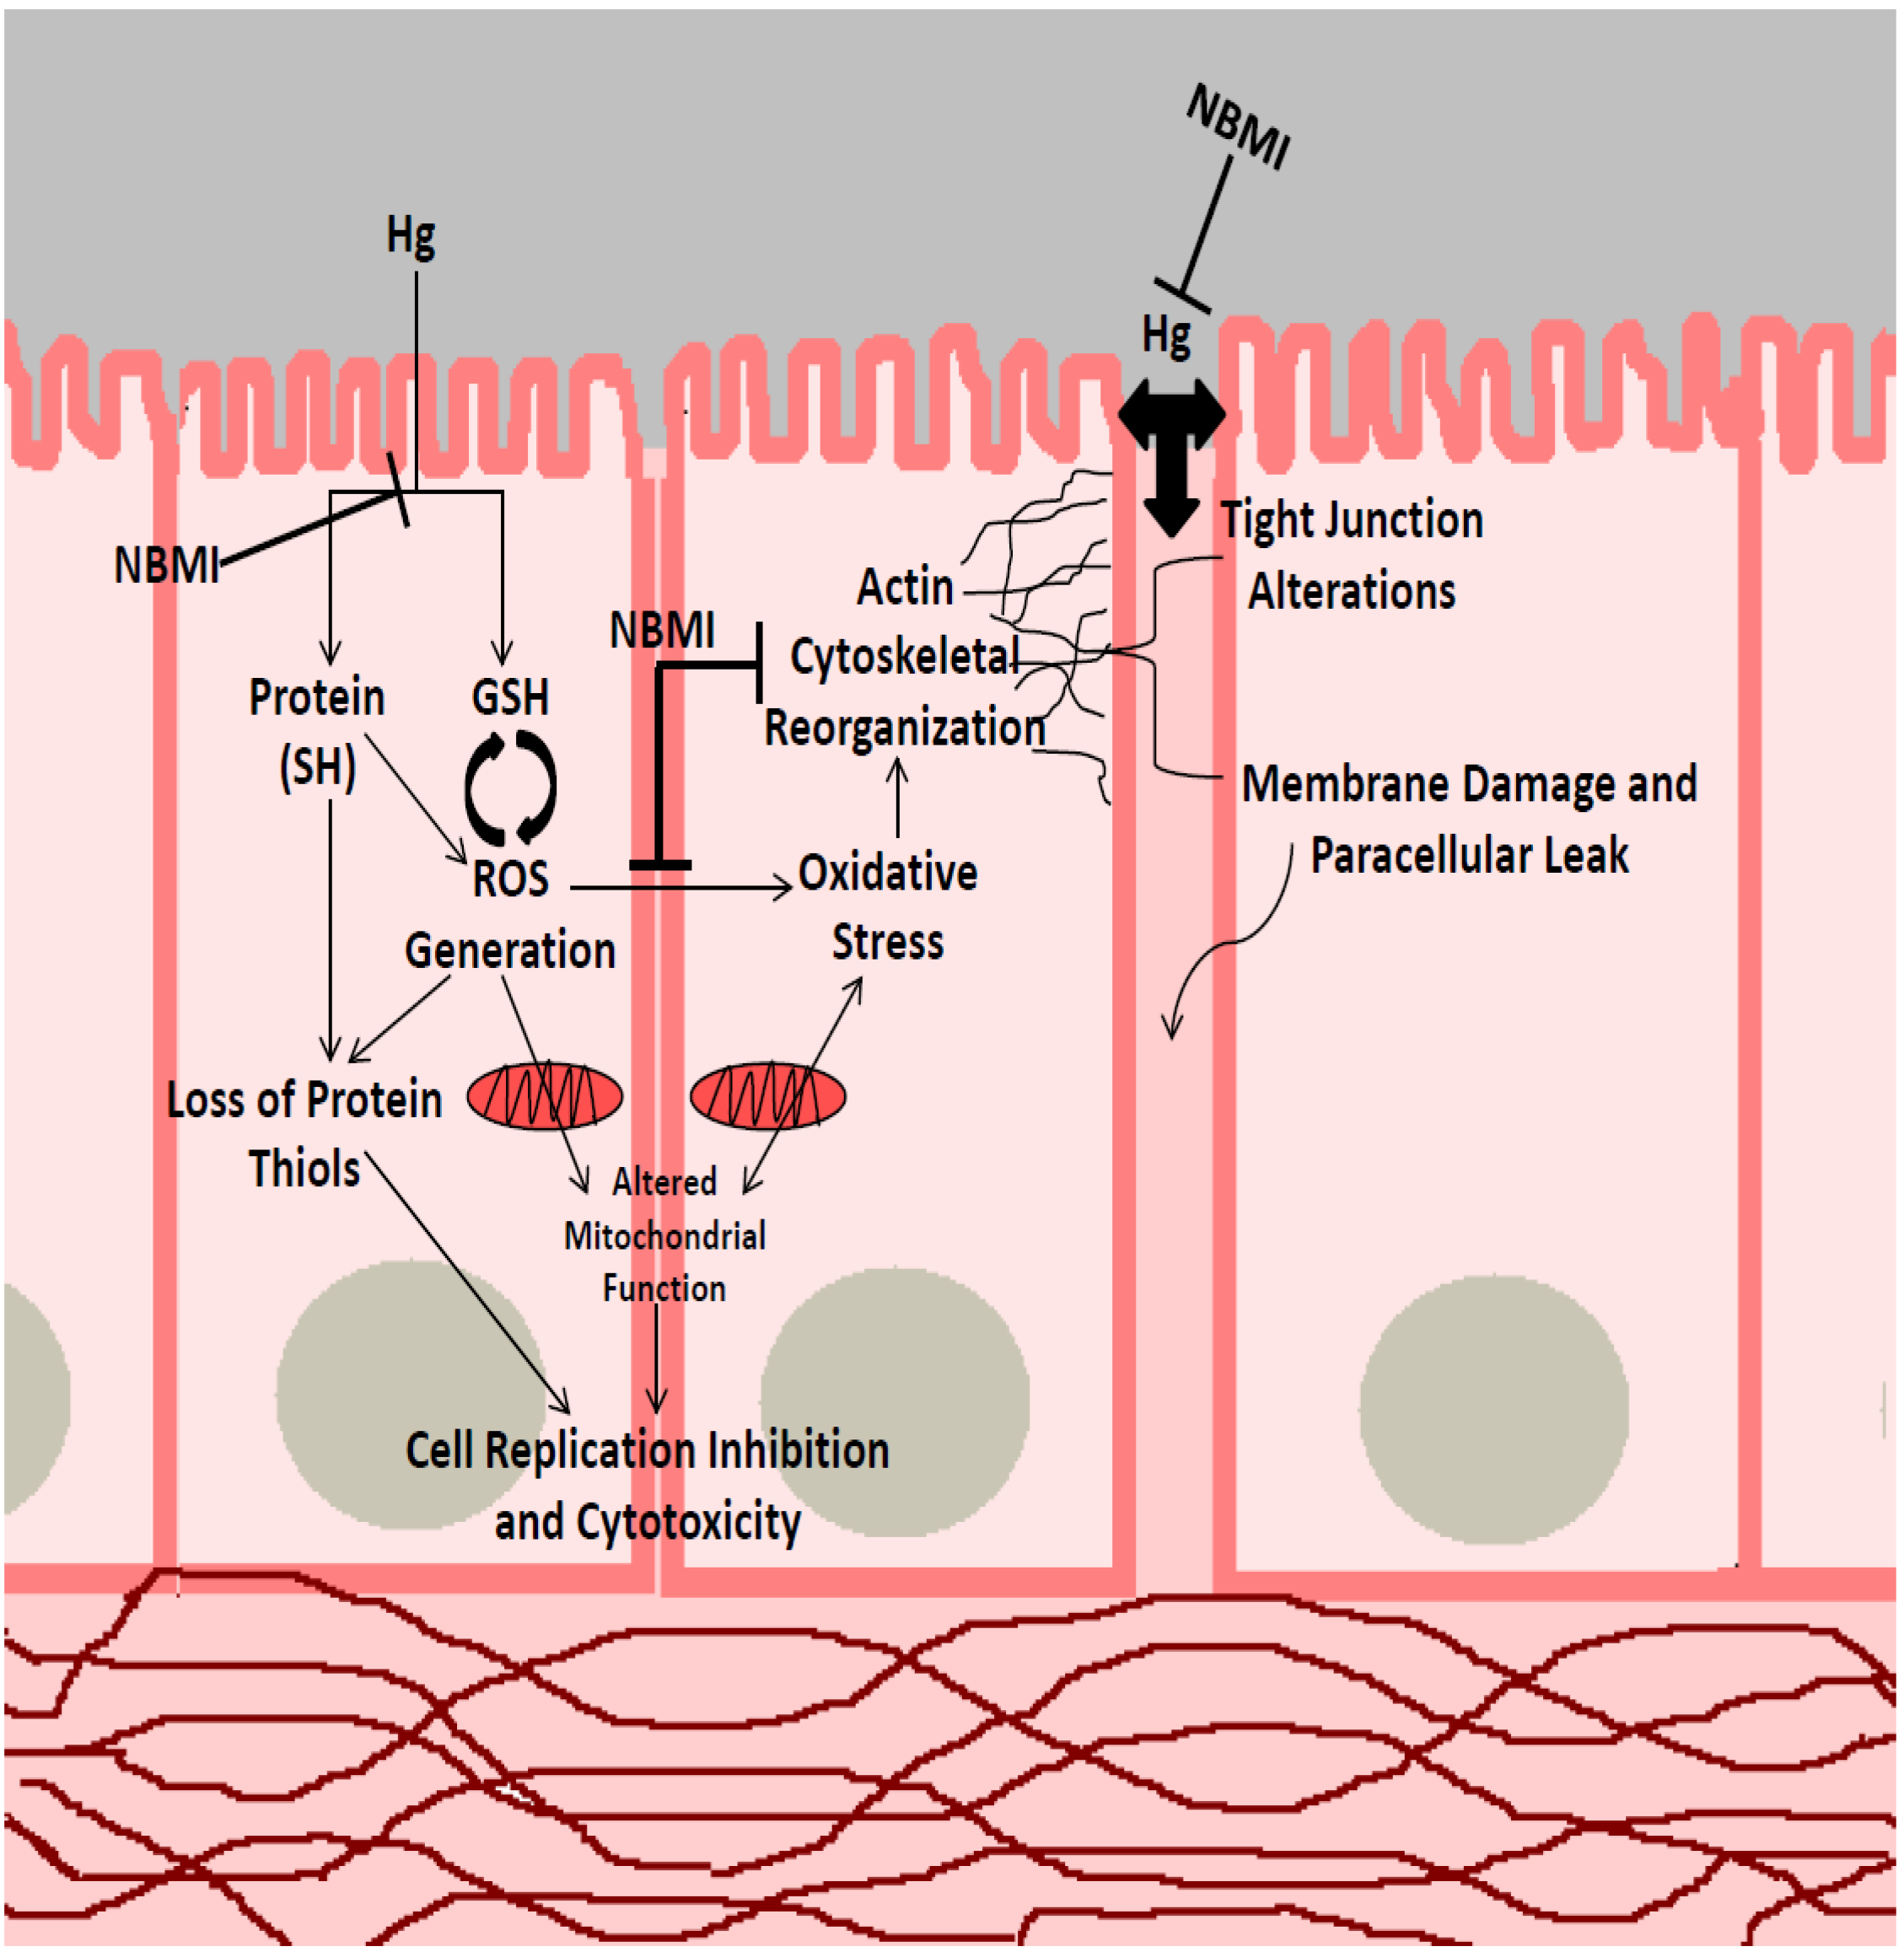 NBMI
Hg
Hg
NBMI
Protein
(SH)
GSH
ROS
Generation
NBMI
Actin
Cytoskeletal
Reorganization
Oxidative
Stress
Tight Junction
Alterations
Membrane Damage and
Paracellular Leak
Loss of Protein
Thiols
Altered
Mitochondrial
Function
Cell Replication Inhibition
and Cytotoxicity